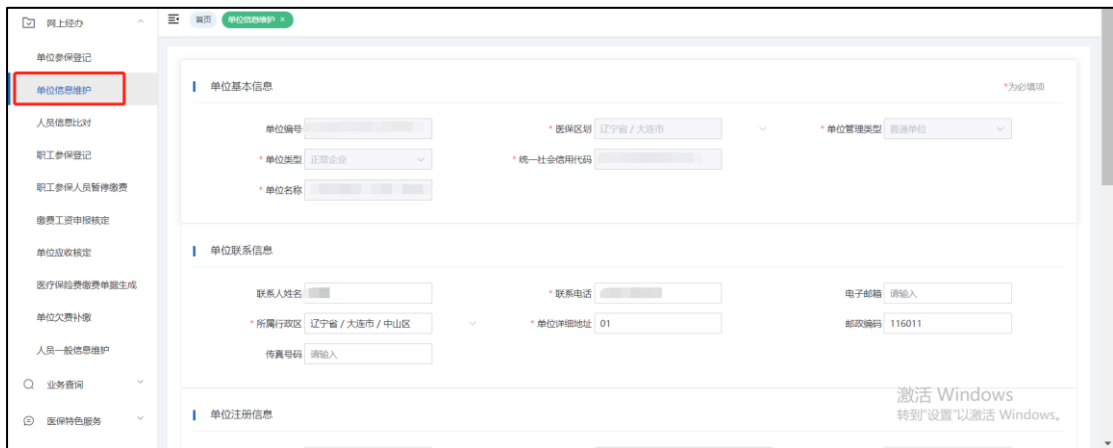 网上经办
首页 单位信息维护 ×
单位参保登记
单位信息维护
人员信息比对
职工参保登记
职工参保人员暂停缴费
缴费工资申报核定
单位应收核定
医疗保险费缴费单据生成
单位欠费补缴
人员一般信息维护
业务查询
医保特色服务
单位基本信息 *为必填项
单位编号 * 医保区划 辽宁省 / 大连市 * 单位管理类型 普通单位
* 单位类型 正常企业 * 统一社会信用代码
* 单位名称
单位联系信息
联系人姓名 * 联系电话 电子邮箱 请输入
* 所属行政区 辽宁省 / 大连市 / 中山区 * 单位详细地址 01 邮政编码 116011
传真号码 请输入
单位注册信息
激活 Windows
转到"设置"以激活 Windows。